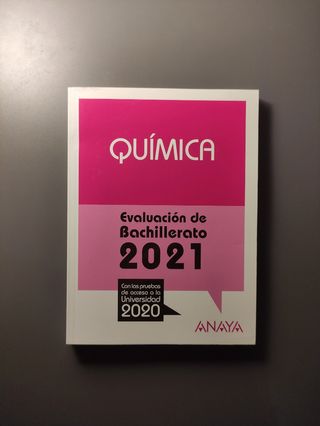 QUÍMICA
Evaluación de
Bachillerato
2021
Con las pruebas
de acceso a la
Universidad
2020
ANAYA